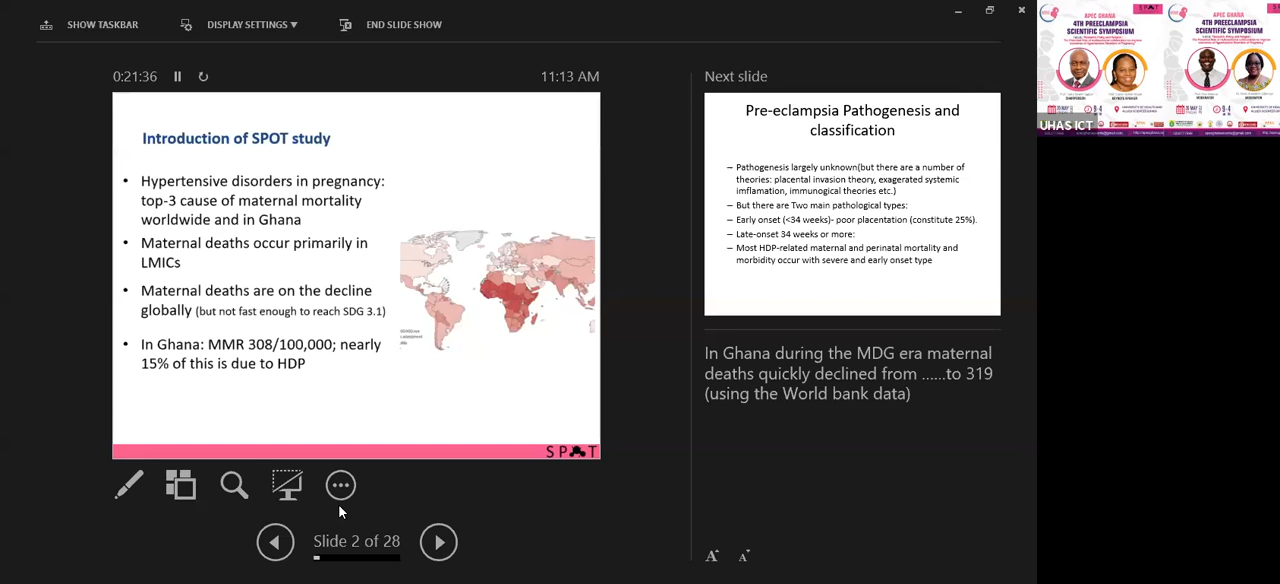 SHOW TASKBAR
DISPLAY SETTINGS
END SLIDE SHOW
0:21:36
11:13 AM
Introduction of SPOT study
• Hypertensive disorders in pregnancy:
top-3 cause of maternal mortality
worldwide and in Ghana
• Maternal deaths occur primarily in
LMICs
• Maternal deaths are on the decline
globally (but not fast enough to reach SDG 3.1)
• In Ghana: MMR 308/100,000; nearly
15% of this is due to HDP
SPOT
Slide 2 of 28
Next slide
Pre-eclampsia Pathogenesis and
classification
– Pathogenesis largely unknown(but there are a number of
theories: placental invasion theory, exagerated systemic
imflamation, immunogical theories etc.)
– But there are Two main pathological types:
– Early onset (<34 weeks)- poor placentation (constitute 25%).
– Late-onset 34 weeks or more:
– Most HDP-related maternal and perinatal mortality and
morbidity occur with severe and early onset type
In Ghana during the MDG era maternal
deaths quickly declined from ......to 319
(using the World bank data)
A A
APEC GHANA
4TH PREECLAMPSIA
SCIENTIFIC SYMPOSIUM
APEC GHANA
4TH PREECLAMPSIA
SCIENTIFIC SYMPOSIUM
UHAS ICT